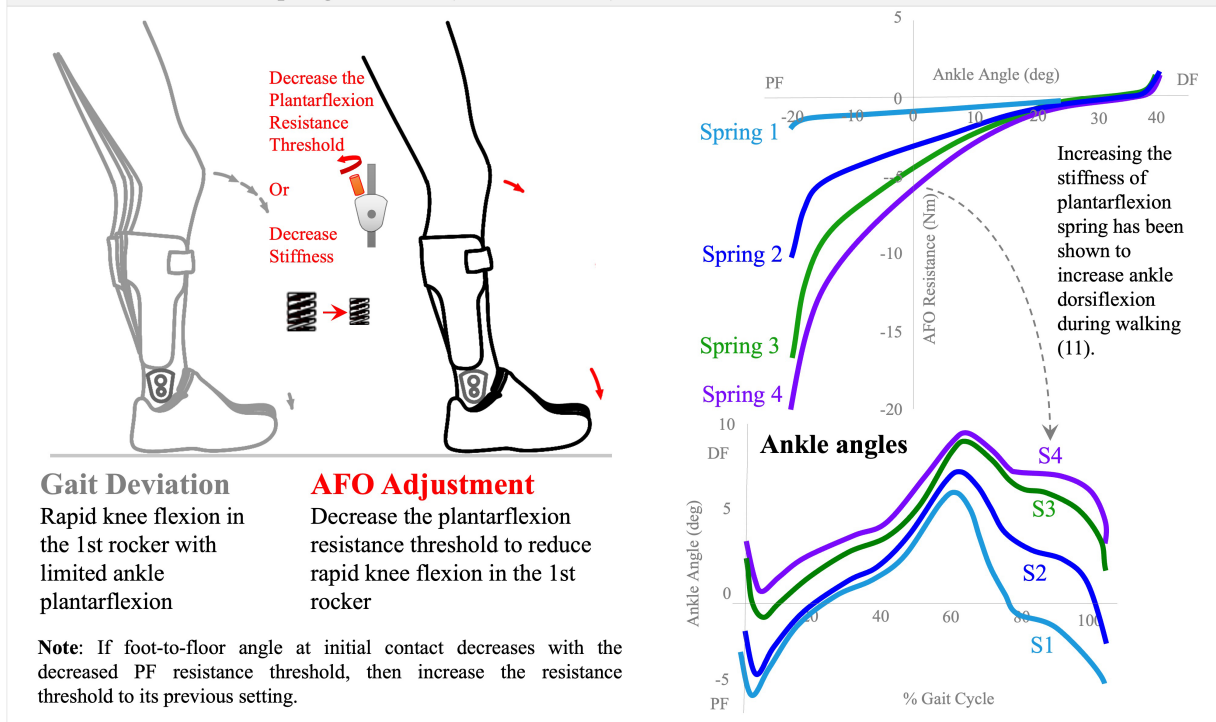 Decrease the
Plantarflexion
Resistance
Threshold
Or
Decrease
Stiffness
Gait Deviation
Rapid knee flexion in
the 1st rocker with
limited ankle
plantarflexion
AFO Adjustment
Decrease the plantarflexion
resistance threshold to reduce
rapid knee flexion in the 1st
rocker
Note: If foot-to-floor angle at initial contact decreases with the
decreased PF resistance threshold, then increase the resistance
threshold to its previous setting.
5
PF
Ankle Angle (deg)
DF
0
-20
-10
0
10
20
30
40
Spring 1
Spring 2
Spring 3
Spring 4
-5
-10
-15
-20
AFO Resistance (Nm)
Increasing the
stiffness of
plantarflexion
spring has been
shown to
increase ankle
dorsiflexion
during walking
(11).
10
DF
Ankle angles
5
0
-5
PF
Ankle Angle (deg)
20
40
60
80
100
S4
S3
S2
S1
% Gait Cycle